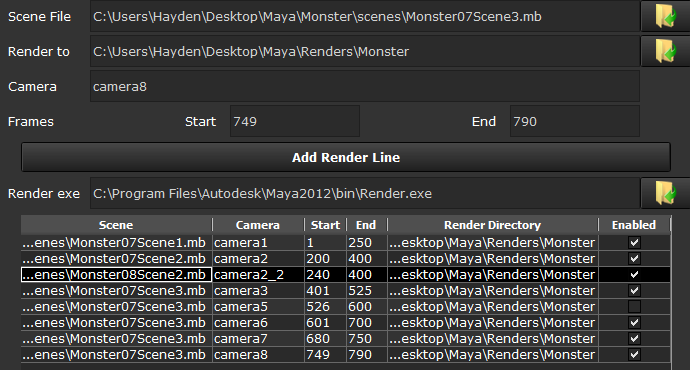 Scene File C:\Users\Hayden\Desktop\Maya\Monster\scenes\Monster07Scene3.mb
Render to C:\Users\Hayden\Desktop\Maya\Renders\Monster
Camera camera8
Frames Start 749 End 790
Add Render Line
Render exe C:\Program Files\Autodesk\Maya2012\bin\Render.exe
Scene Camera Start End Render Directory Enabled
...enes\Monster07Scene1.mb camera1 1 250 ...esktop\Maya\Renders\Monster
...enes\Monster07Scene2.mb camera2 200 400 ...esktop\Maya\Renders\Monster
...enes\Monster08Scene2.mb camera2_2 240 400 ...esktop\Maya\Renders\Monster
...enes\Monster07Scene2.mb camera3 401 525 ...esktop\Maya\Renders\Monster
...enes\Monster07Scene3.mb camera5 526 600 ...esktop\Maya\Renders\Monster
...enes\Monster07Scene3.mb camera6 601 700 ...esktop\Maya\Renders\Monster
...enes\Monster07Scene3.mb camera7 680 750 ...esktop\Maya\Renders\Monster
...enes\Monster07Scene3.mb camera8 749 790 ...esktop\Maya\Renders\Monster